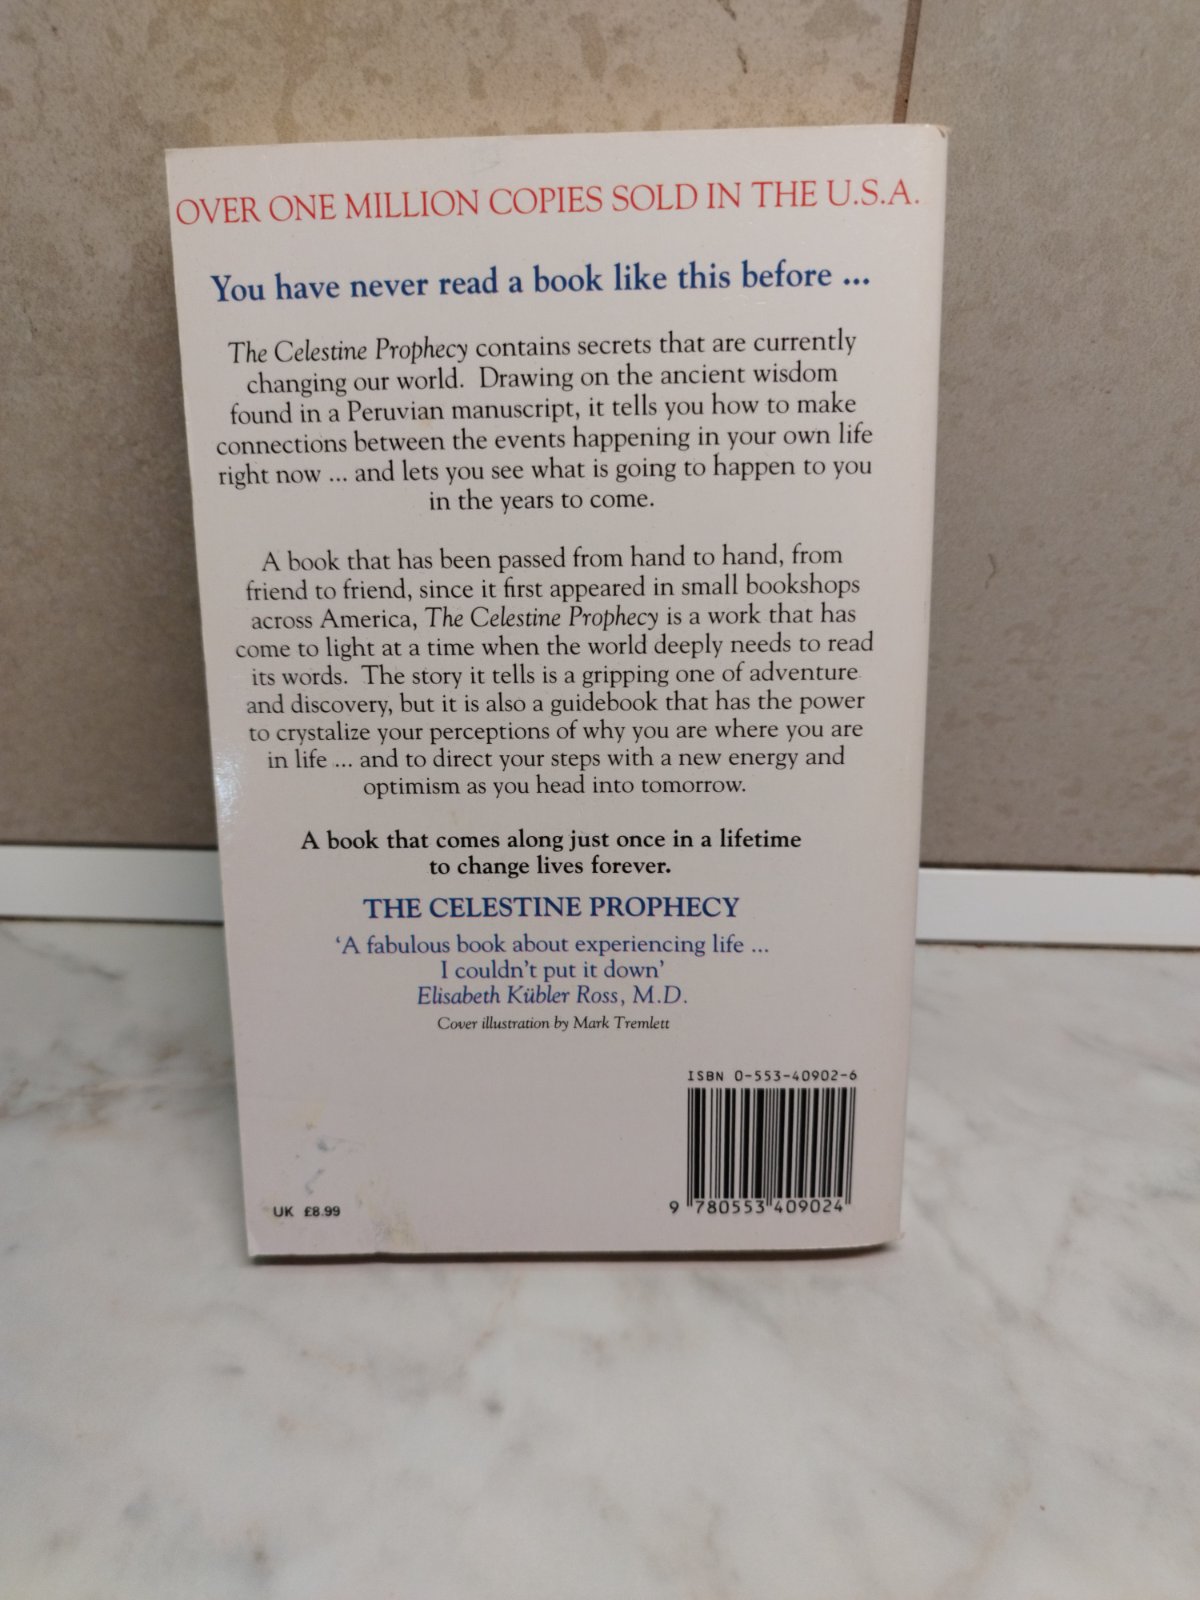 OVER ONE MILLION COPIES SOLD IN THE U.S.A.
You have never read a book like this before ...
The Celestine Prophecy contains secrets that are currently
changing our world. Drawing on the ancient wisdom
found in a Peruvian manuscript, it tells you how to make
connections between the events happening in your own life
right now ... and lets you see what is going to happen to you
in the years to come.
A book that has been passed from hand to hand, from
friend to friend, since it first appeared in small bookshops
across America, The Celestine Prophecy is a work that has
come to light at a time when the world deeply needs to read
its words. The story it tells is a gripping one of adventure
and discovery, but it is also a guidebook that has the power
to crystalize your perceptions of why you are where you are
in life ... and to direct your steps with a new energy and
optimism as you head into tomorrow.
A book that comes along just once in a lifetime
to change lives forever.
THE CELESTINE PROPHECY
‘A fabulous book about experiencing life ...
I couldn’t put it down’
Elisabeth Kübler Ross, M.D.
Cover illustration by Mark Tremlett
ISBN 0-553-40902-6
9 780553 409024
UK £8.99